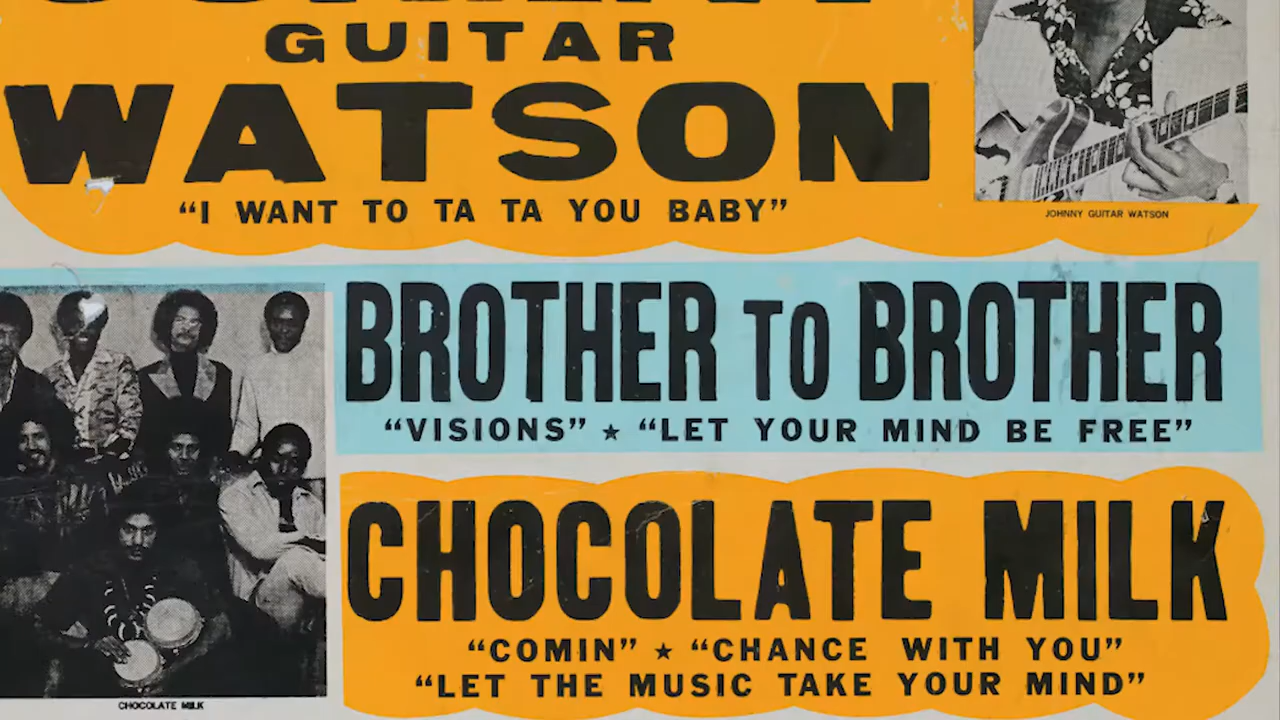 JOHNNY
GUITAR
WATSON
“I WANT TO TA TA YOU BABY”
JOHNNY GUITAR WATSON
BROTHER TO BROTHER
“VISIONS” ★ “LET YOUR MIND BE FREE”
CHOCOLATE MILK
“COMIN” ★ “CHANCE WITH YOU”
“LET THE MUSIC TAKE YOUR MIND”
CHOCOLATE MILK